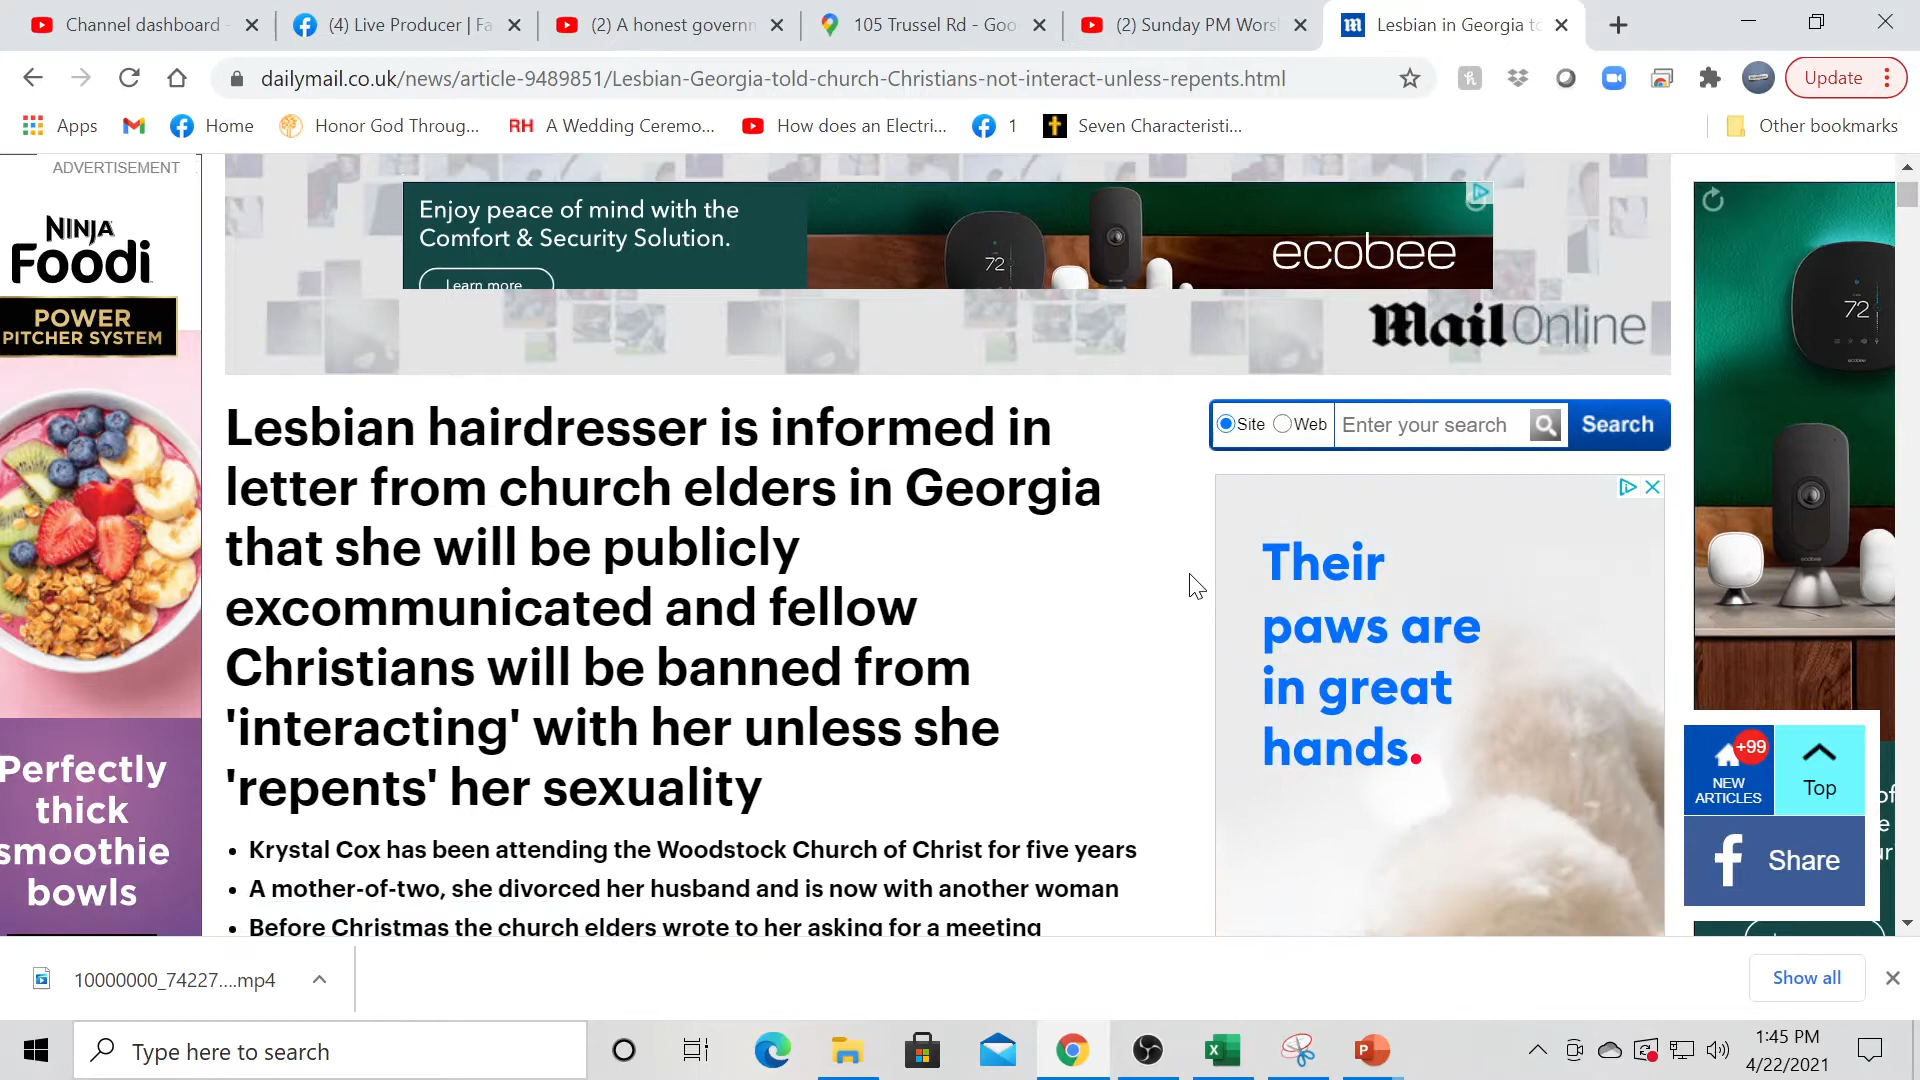 Channel dashboard -
(4) Live Producer | Fa
(2) A honest governm
105 Trussel Rd - Goo
(2) Sunday PM Wors
Lesbian in Georgia to
dailymail.co.uk/news/article-9489851/Lesbian-Georgia-told-church-Christians-not-interact-unless-repents.html
Update
Apps
Home
Honor God Throug...
RH A Wedding Ceremo...
How does an Electri...
1
Seven Characteristi...
Other bookmarks
ADVERTISEMENT
NINJA
Foodi
POWER
PITCHER SYSTEM
Perfectly
thick
smoothie
bowls
Enjoy peace of mind with the
Comfort & Security Solution.
Learn more
72
ecobee
Mail Online
Lesbian hairdresser is informed in
letter from church elders in Georgia
that she will be publicly
excommunicated and fellow
Christians will be banned from
'interacting' with her unless she
'repents' her sexuality
• Krystal Cox has been attending the Woodstock Church of Christ for five years
• A mother-of-two, she divorced her husband and is now with another woman
• Before Christmas the church elders wrote to her asking for a meeting
Site Web Enter your search Search
Their
paws are
in great
hands.
72
ecobee
+99
NEW
ARTICLES
Top
Share
of
e
ur
10000000_74227....mp4
Show all
Type here to search
1:45 PM
4/22/2021